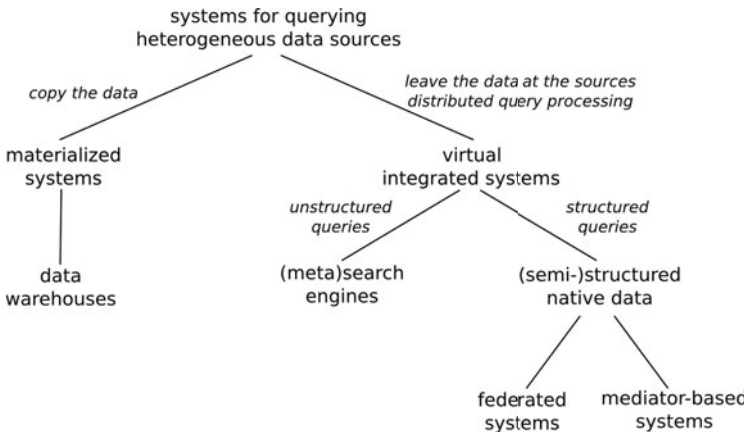 systems for querying
heterogeneous data sources
copy the data
leave the data at the sources
distributed query processing
materialized
systems
virtual
integrated systems
unstructured
queries
structured
queries
data
warehouses
(meta)search
engines
(semi-)structured
native data
federated
systems
mediator-based
systems